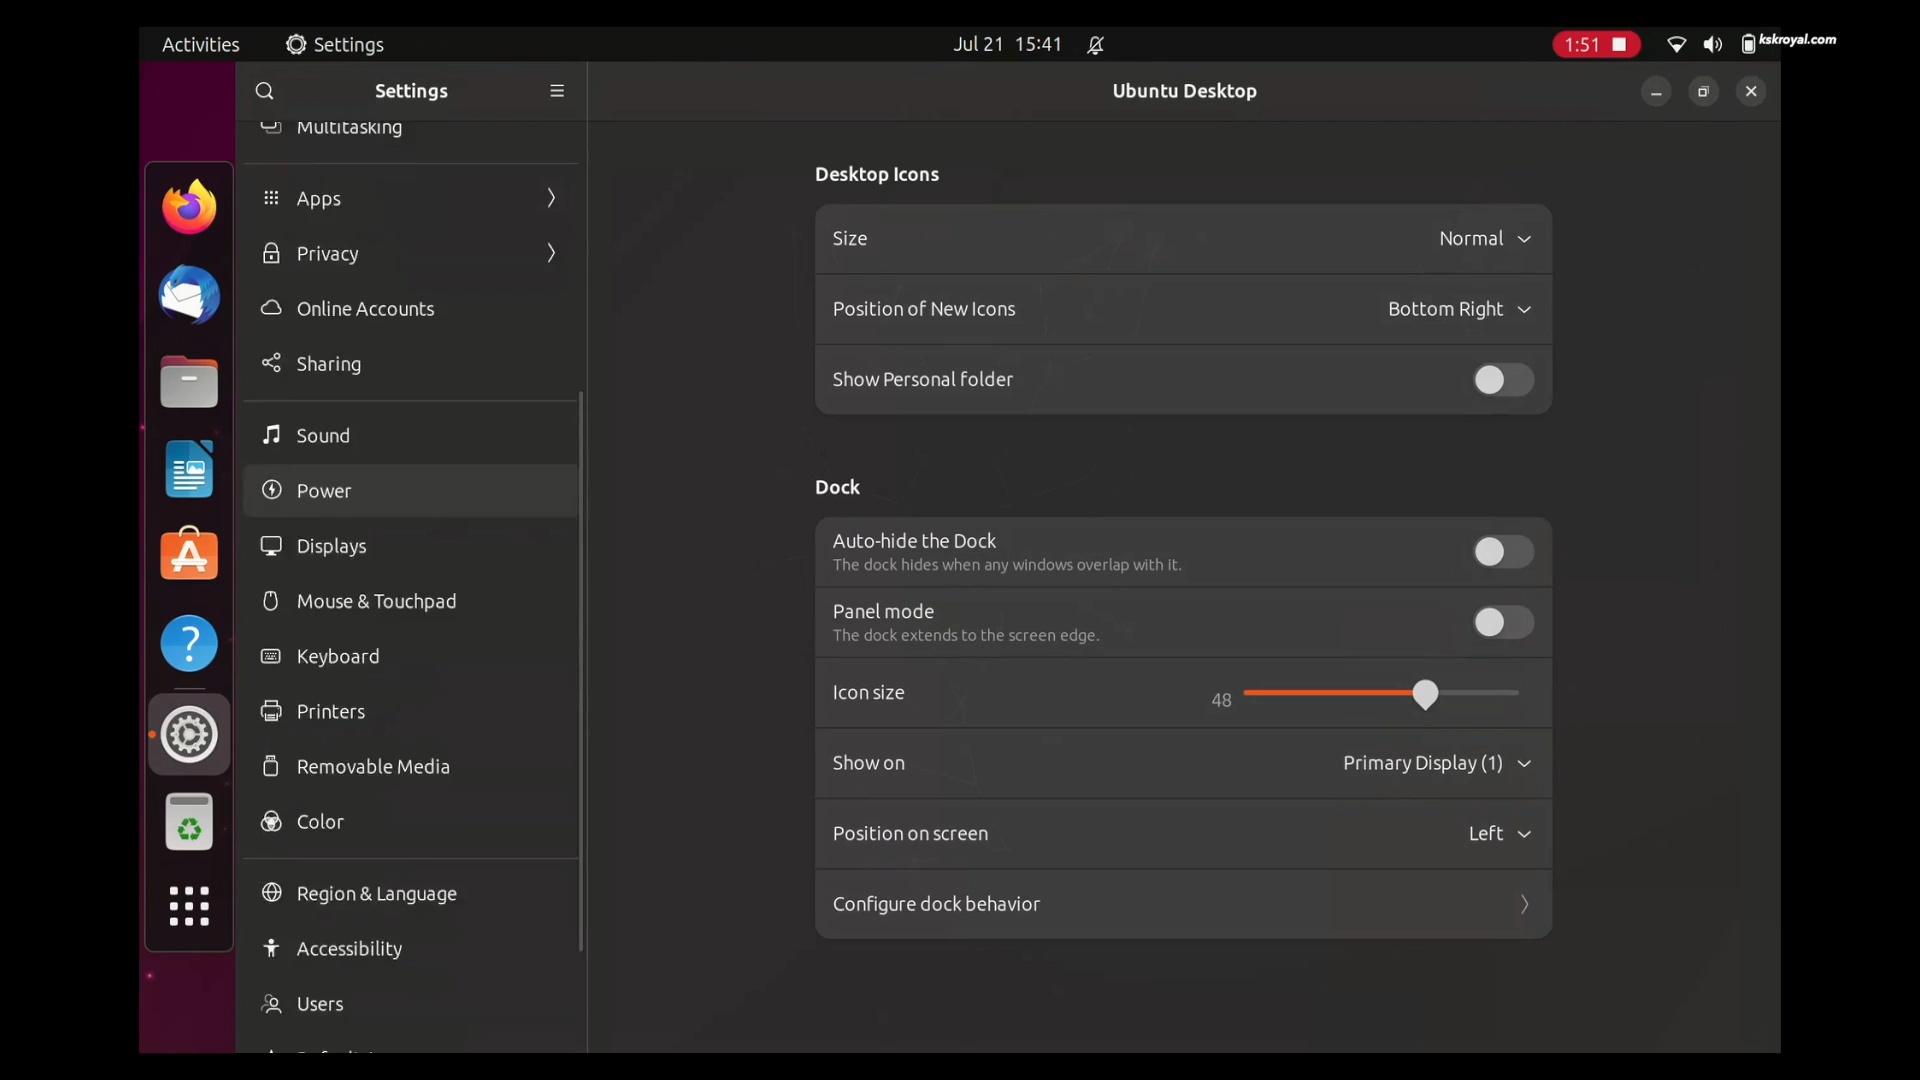 Activities
Settings
Jul 21 15:41
1:51
kskroyal.com
Settings
Ubuntu Desktop
Multitasking
Apps
Privacy
Online Accounts
Sharing
Sound
Power
Displays
Mouse & Touchpad
Keyboard
Printers
Removable Media
Color
Region & Language
Accessibility
Users
Desktop Icons
Size
Normal
Position of New Icons
Bottom Right
Show Personal folder
Dock
Auto-hide the Dock
The dock hides when any windows overlap with it.
Panel mode
The dock extends to the screen edge.
Icon size
48
Show on
Primary Display (1)
Position on screen
Left
Configure dock behavior